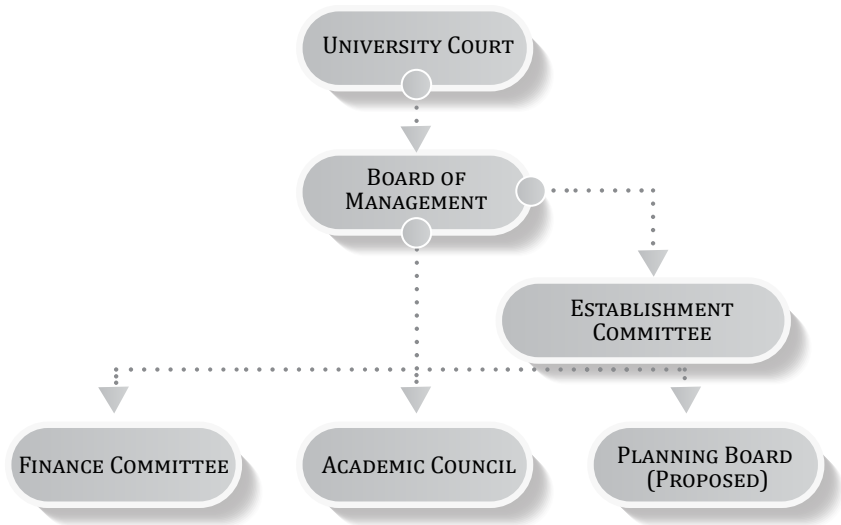 UNIVERSITY COURT
BOARD OF
MANAGEMENT
ESTABLISHMENT
COMMITTEE
FINANCE COMMITTEE
ACADEMIC COUNCIL
PLANNING BOARD
(PROPOSED)